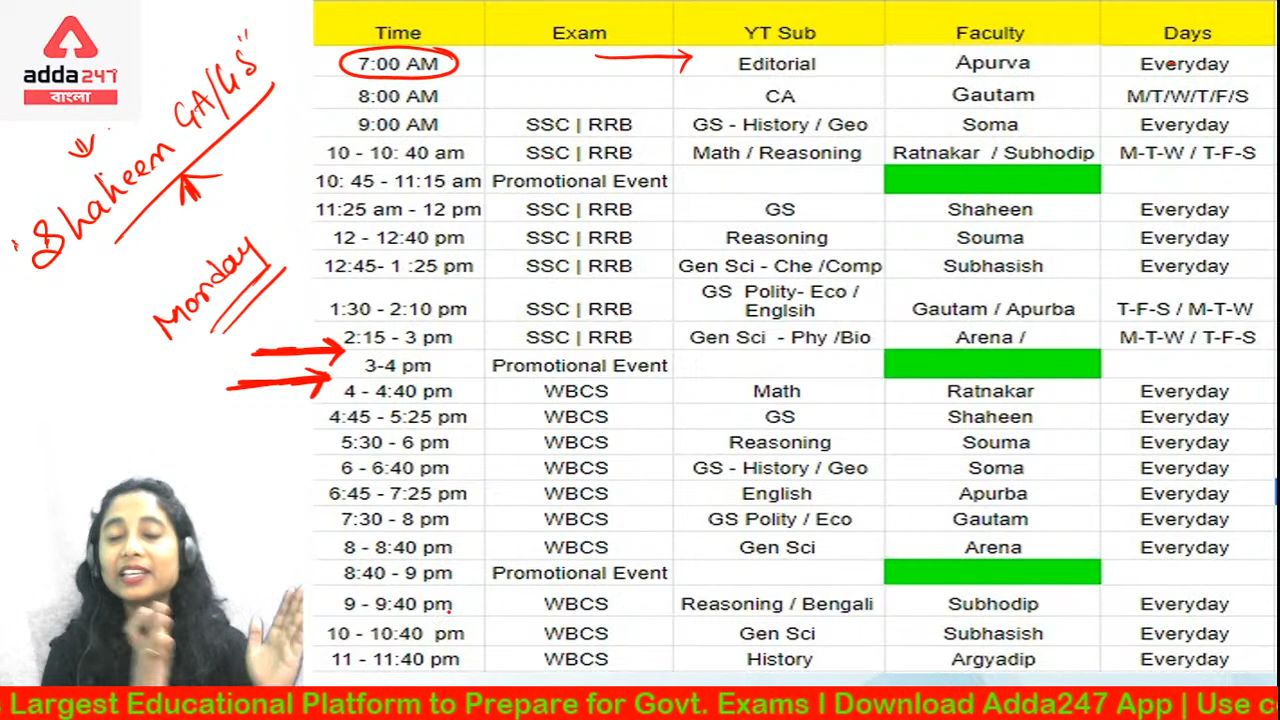 adda247
বাংলা
"Shaheen GA/GS"
Monday
Time Exam YT Sub Faculty Days
7:00 AM Editorial Apurva Everyday
8:00 AM CA Gautam M/T/W/T/F/S
9:00 AM SSC | RRB GS - History / Geo Soma Everyday
10 - 10: 40 am SSC | RRB Math / Reasoning Ratnakar / Subhodip M-T-W / T-F-S
10: 45 - 11:15 am Promotional Event
11:25 am - 12 pm SSC | RRB GS Shaheen Everyday
12 - 12:40 pm SSC | RRB Reasoning Souma Everyday
12:45- 1 :25 pm SSC | RRB Gen Sci - Che /Comp Subhasish Everyday
1:30 - 2:10 pm SSC | RRB GS Polity- Eco / Englsih Gautam / Apurba T-F-S / M-T-W
2:15 - 3 pm SSC | RRB Gen Sci - Phy /Bio Arena / M-T-W / T-F-S
3-4 pm Promotional Event
4 - 4:40 pm WBCS Math Ratnakar Everyday
4:45 - 5:25 pm WBCS GS Shaheen Everyday
5:30 - 6 pm WBCS Reasoning Souma Everyday
6 - 6:40 pm WBCS GS - History / Geo Soma Everyday
6:45 - 7:25 pm WBCS English Apurba Everyday
7:30 - 8 pm WBCS GS Polity / Eco Gautam Everyday
8 - 8:40 pm WBCS Gen Sci Arena Everyday
8:40 - 9 pm Promotional Event
9 - 9:40 pm WBCS Reasoning / Bengali Subhodip Everyday
10 - 10:40 pm WBCS Gen Sci Subhasish Everyday
11 - 11:40 pm WBCS History Argyadip Everyday
s Largest Educational Platform to Prepare for Govt. Exams I Download Adda247 App | Use c